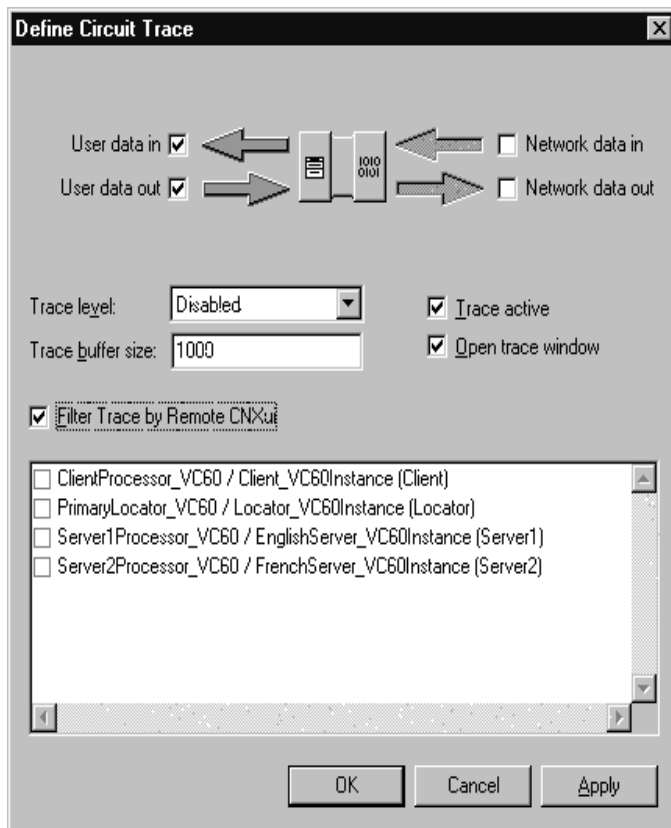 Define Circuit Trace
User data in
Network data in
1010
0101
User data out
Network data out
Trace level: Disabled
Trace active
Trace buffer size: 1000
Open trace window
Filter Trace by Remote CNXui
ClientProcessor_VC60 / Client_VC60Instance (Client)
PrimaryLocator_VC60 / Locator_VC60Instance (Locator)
Server1Processor_VC60 / EnglishServer_VC60Instance (Server1)
Server2Processor_VC60 / FrenchServer_VC60Instance (Server2)
OK Cancel Apply